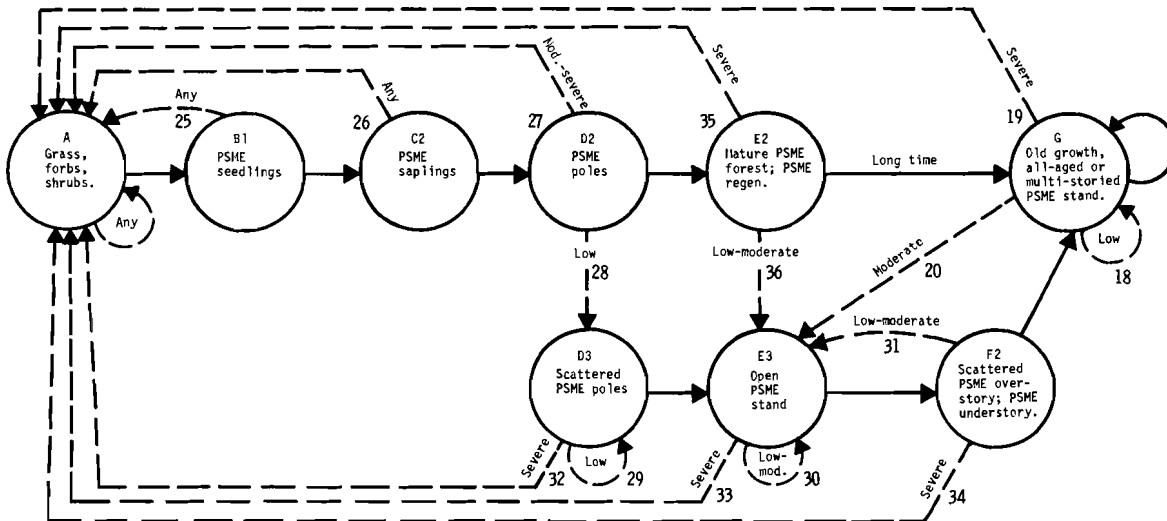 Severe
Severe
Nod.-severe
Any
Any
25
26
27
35
19
A
Grass,
forbs,
shrubs.
Any
B1
PSME
seedlings
C2
PSME
saplings
D2
PSME
poles
E2
Mature PSME
forest; PSME
regen.
Long time
G
Old growth,
all-aged or
multi-storied
PSME stand.
Low
18
Low
28
Low-moderate
36
Moderate
20
Low-moderate
31
D3
Scattered
PSME poles
E3
Open
PSME
stand
F2
Scattered
PSME over-
story; PSME
understory.
Severe
32
Low
29
Severe
33
Low-
mod.
30
Severe
34